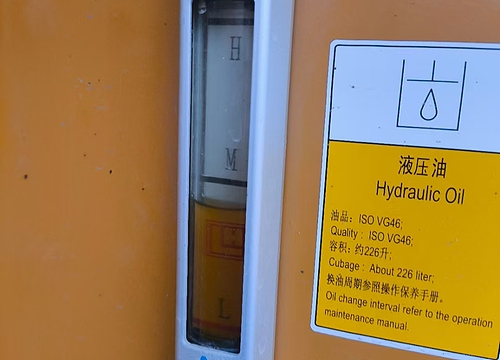 H
M
L
液压油
Hydraulic Oil
油品：ISO VG46;
Quality : ISO VG46;
容积：约226升;
Cubage : About 226 liter;
换油周期参照操作保养手册。
Oil change interval refer to the operation
maintenance manual.